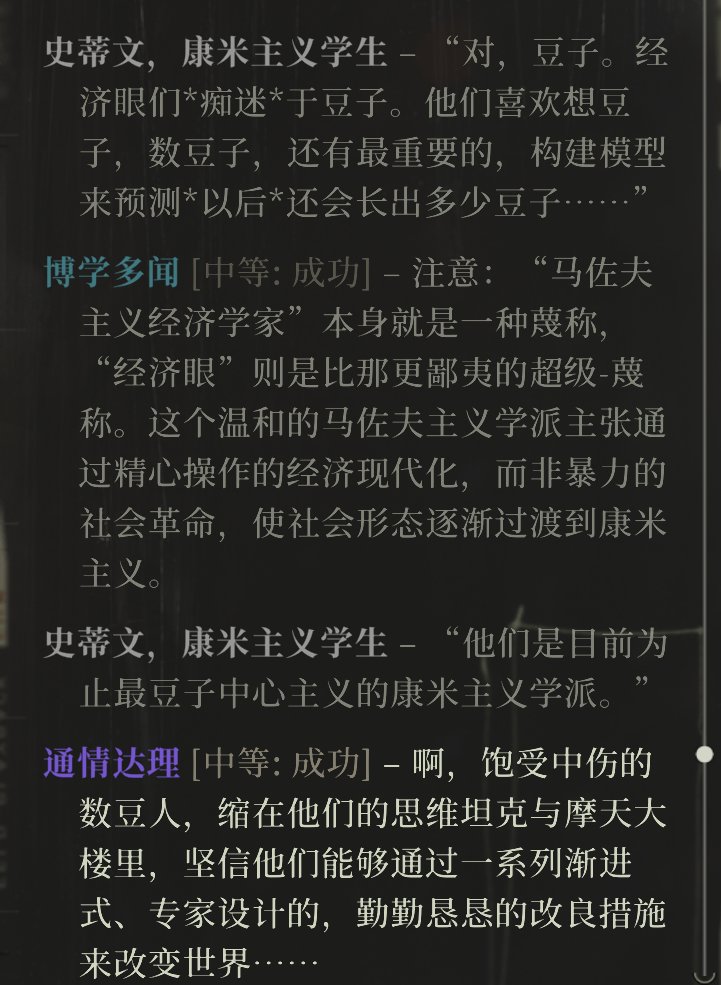 史蒂文，康米主义学生 – “对，豆子。经
济眼们*痴迷*于豆子。他们喜欢想豆
子，数豆子，还有最重要的，构建模型
来预测*以后*还会长出多少豆子……”
博学多闻 [中等: 成功] – 注意：“马佐夫
主义经济学家”本身就是一种蔑称，
“经济眼”则是比那更鄙夷的超级-蔑
称。这个温和的马佐夫主义学派主张通
过精心操作的经济现代化，而非暴力的
社会革命，使社会形态逐渐过渡到康米
主义。
史蒂文，康米主义学生 – “他们是目前为
止最豆子中心主义的康米主义学派。”
通情达理 [中等: 成功] – 啊，饱受中伤的
数豆人，缩在他们的思维坦克与摩天大
楼里，坚信他们能够通过一系列渐进
式、专家设计的，勤勤恳恳的改良措施
来改变世界……